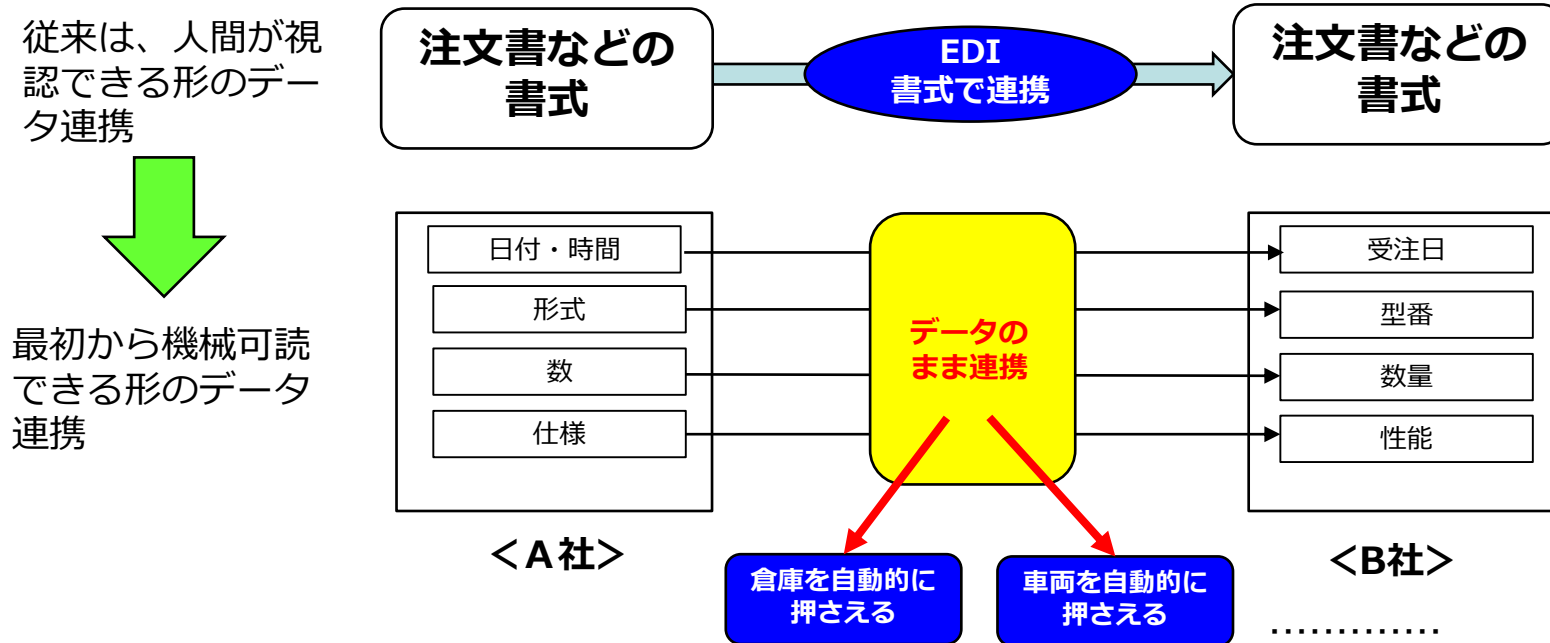 従来は、人間が視
認できる形のデー
タ連携
注文書などの
書式
EDI
書式で連携
注文書などの
書式
最初から機械可読
できる形のデータ
連携
日付・時間
形式
数
仕様
データの
まま連携
受注日
型番
数量
性能
＜A社＞
＜B社＞
倉庫を自動的に
押さえる
車両を自動的に
押さえる
…………